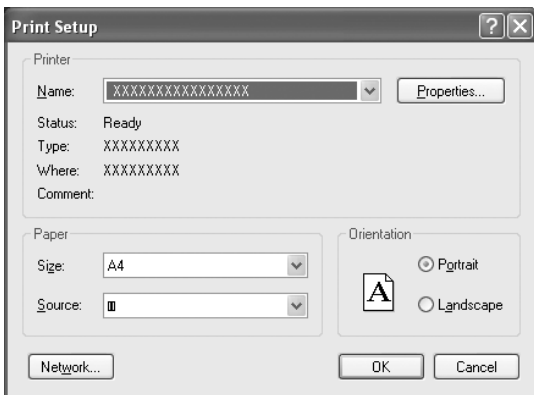 Print Setup
Printer
Name: XXXXXXXXXXXXXXXX Properties...
Status: Ready
Type: XXXXXXXXX
Where: XXXXXXXXX
Comment:
Paper
Size: A4
Source:
Orientation
A
Portrait
Landscape
Network... OK Cancel